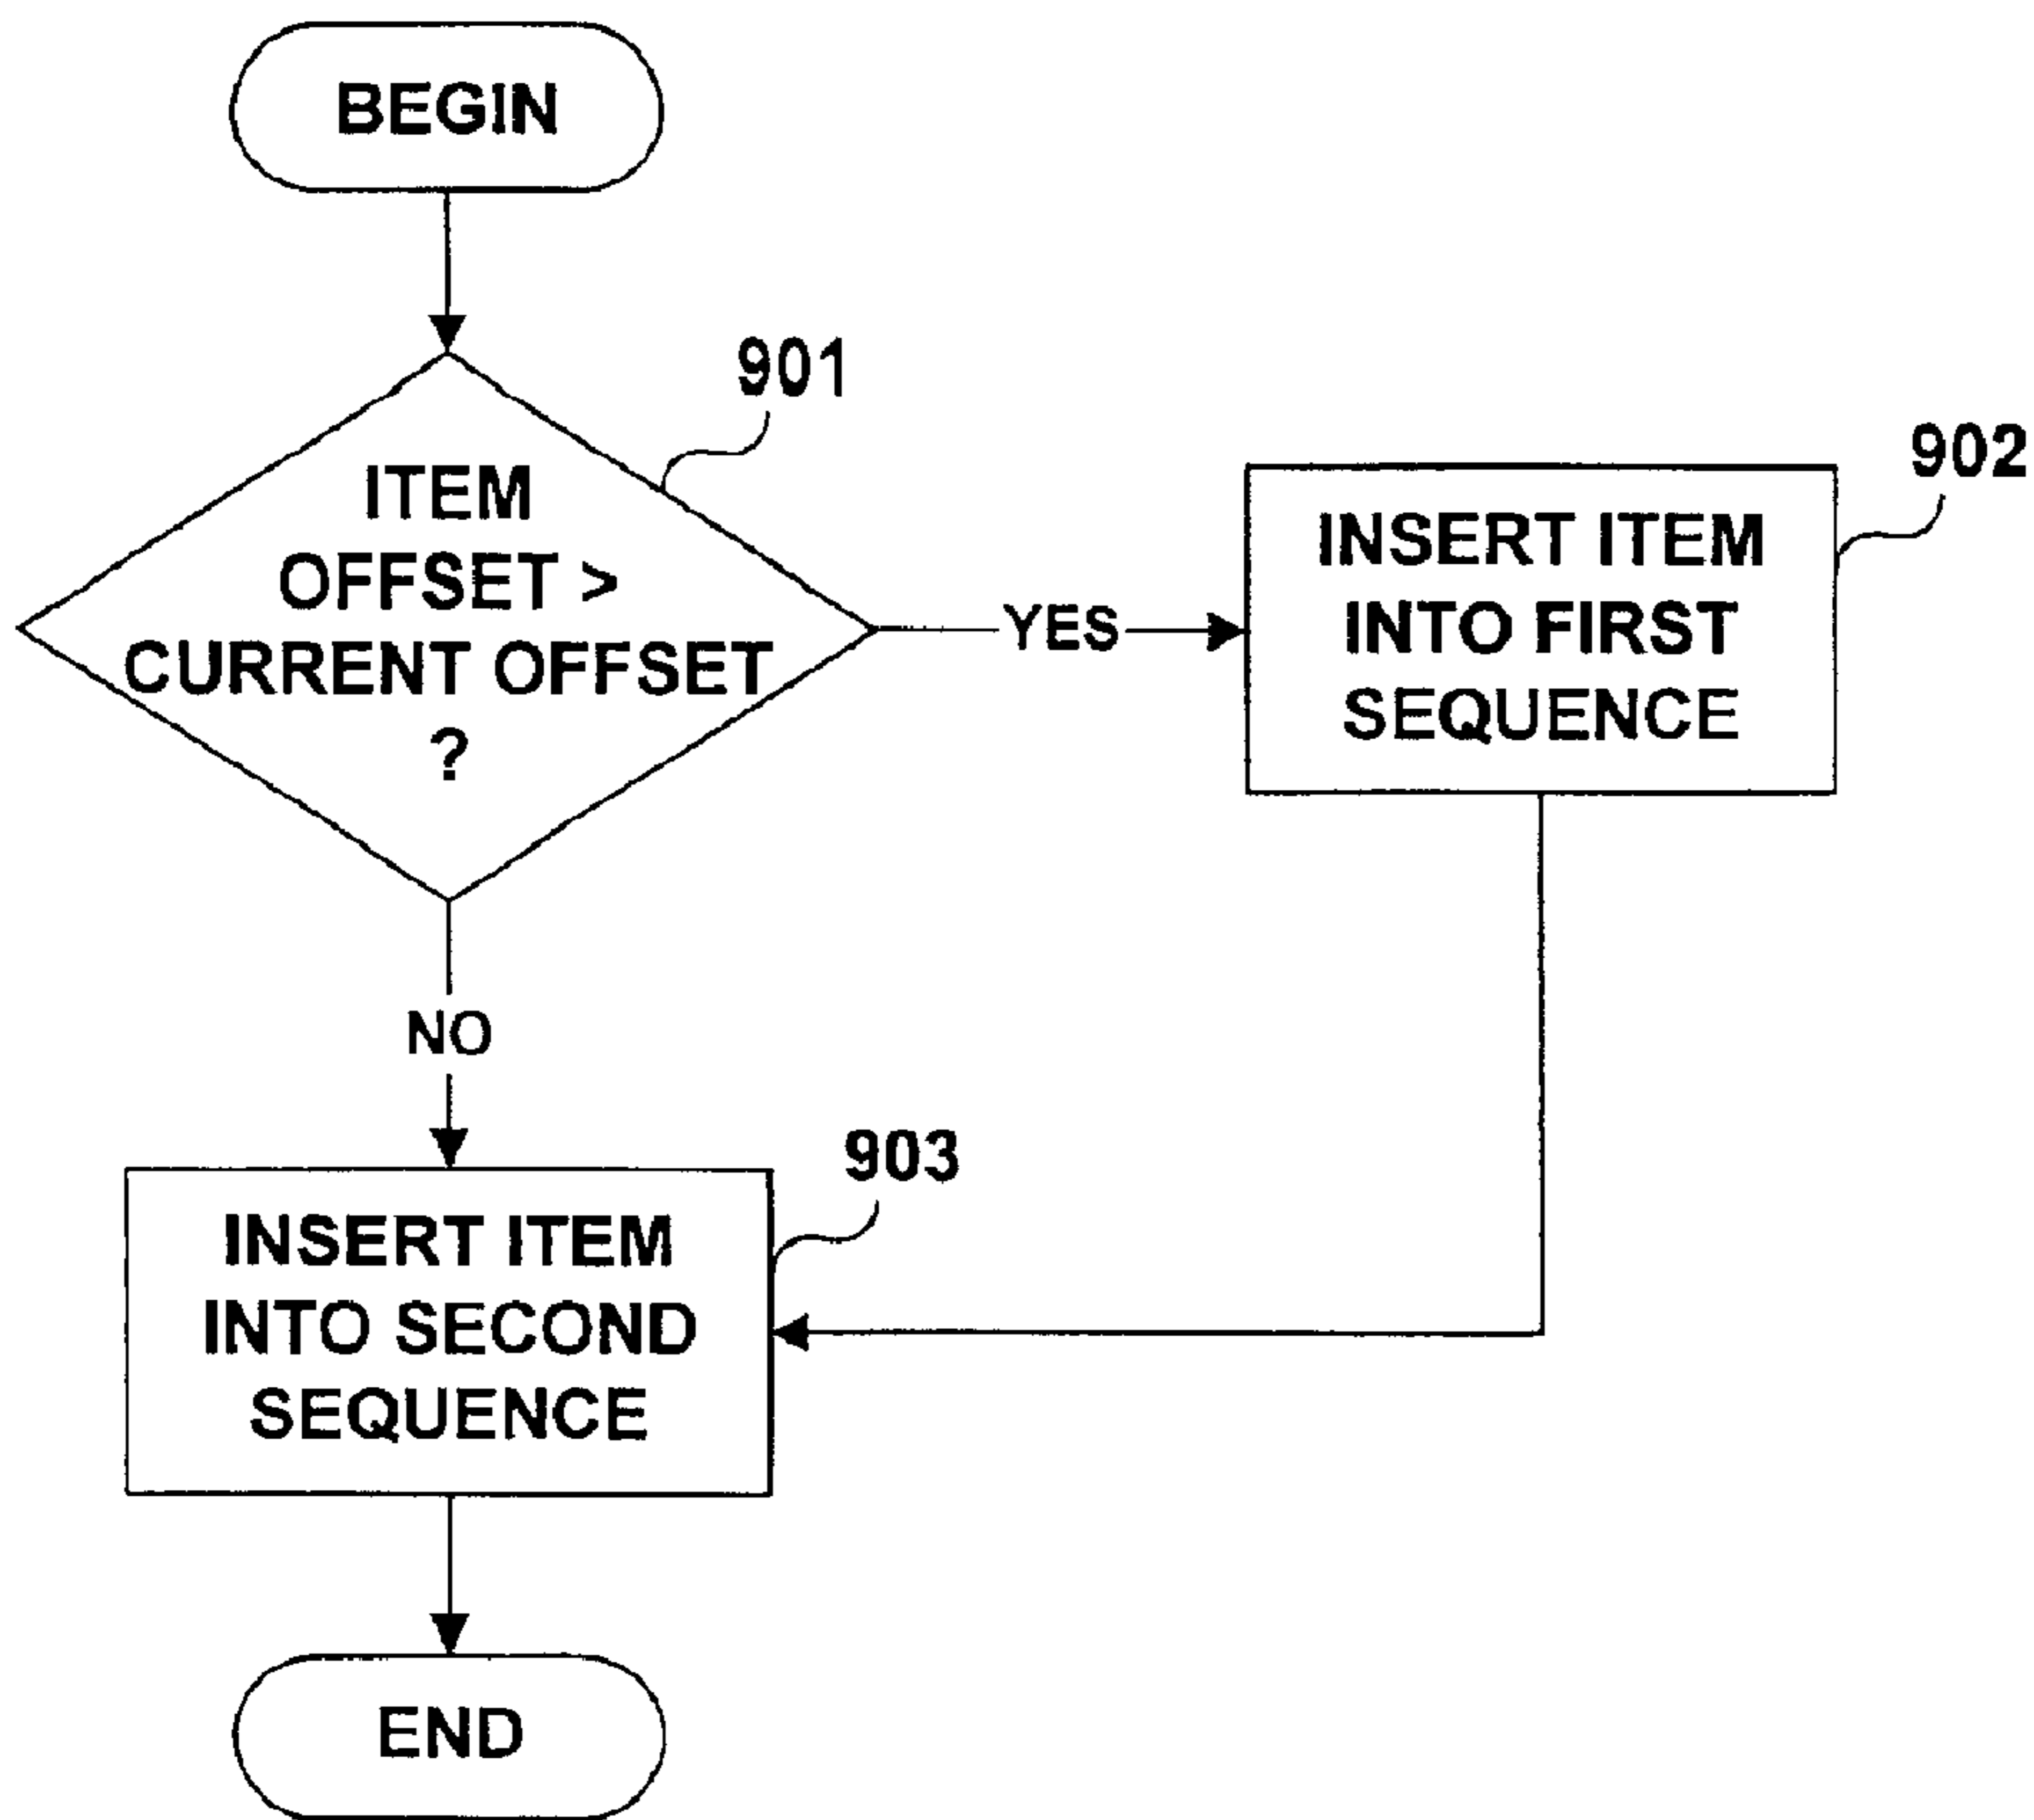 BEGIN
901
ITEM
OFFSET >
CURRENT OFFSET
?
YES
902
INSERT ITEM
INTO FIRST
SEQUENCE
NO
903
INSERT ITEM
INTO SECOND
SEQUENCE
END